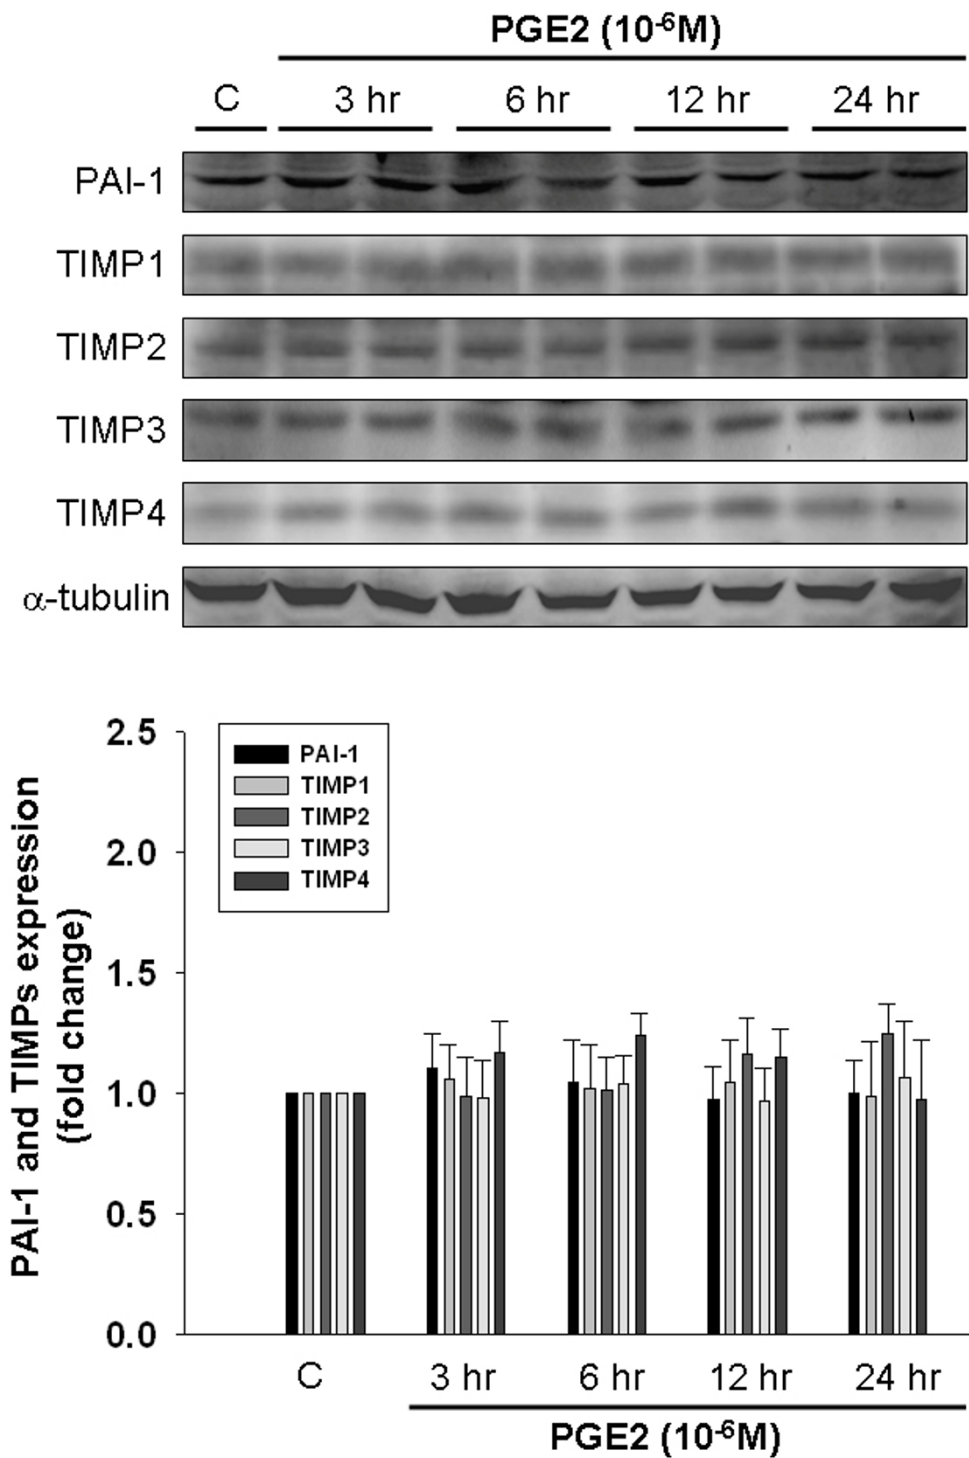 PGE2 (10⁻⁶M)
C 3 hr 6 hr 12 hr 24 hr
PAI-1
TIMP1
TIMP2
TIMP3
TIMP4
α-tubulin
PAI-1 and TIMPs expression
(fold change)
2.5
2.0
1.5
1.0
0.5
0.0
PAI-1
TIMP1
TIMP2
TIMP3
TIMP4
C 3 hr 6 hr 12 hr 24 hr
PGE2 (10⁻⁶M)